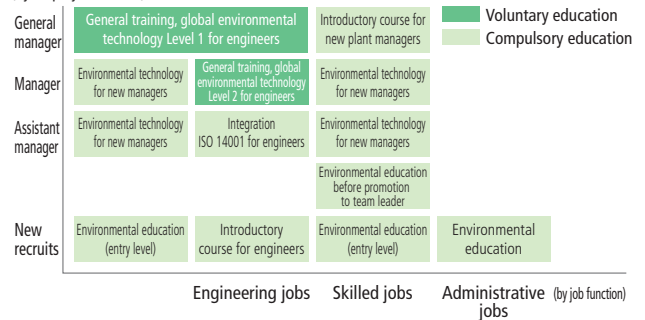 General
manager
General training, global environmental
technology Level 1 for engineers
Introductory course for
new plant managers
Voluntary education
Compulsory education
Manager
Environmental technology
for new managers
General training, global
environmental technology
Level 2 for engineers
Environmental technology
for new managers
Assistant
manager
Environmental technology
for new managers
Integration
ISO 14001 for engineers
Environmental technology
for new managers
Environmental education
before promotion
to team leader
New
recruits
Environmental education
(entry level)
Introductory
course for engineers
Environmental education
(entry level)
Environmental
education
Engineering jobs
Skilled jobs
Administrative
jobs
(by job function)